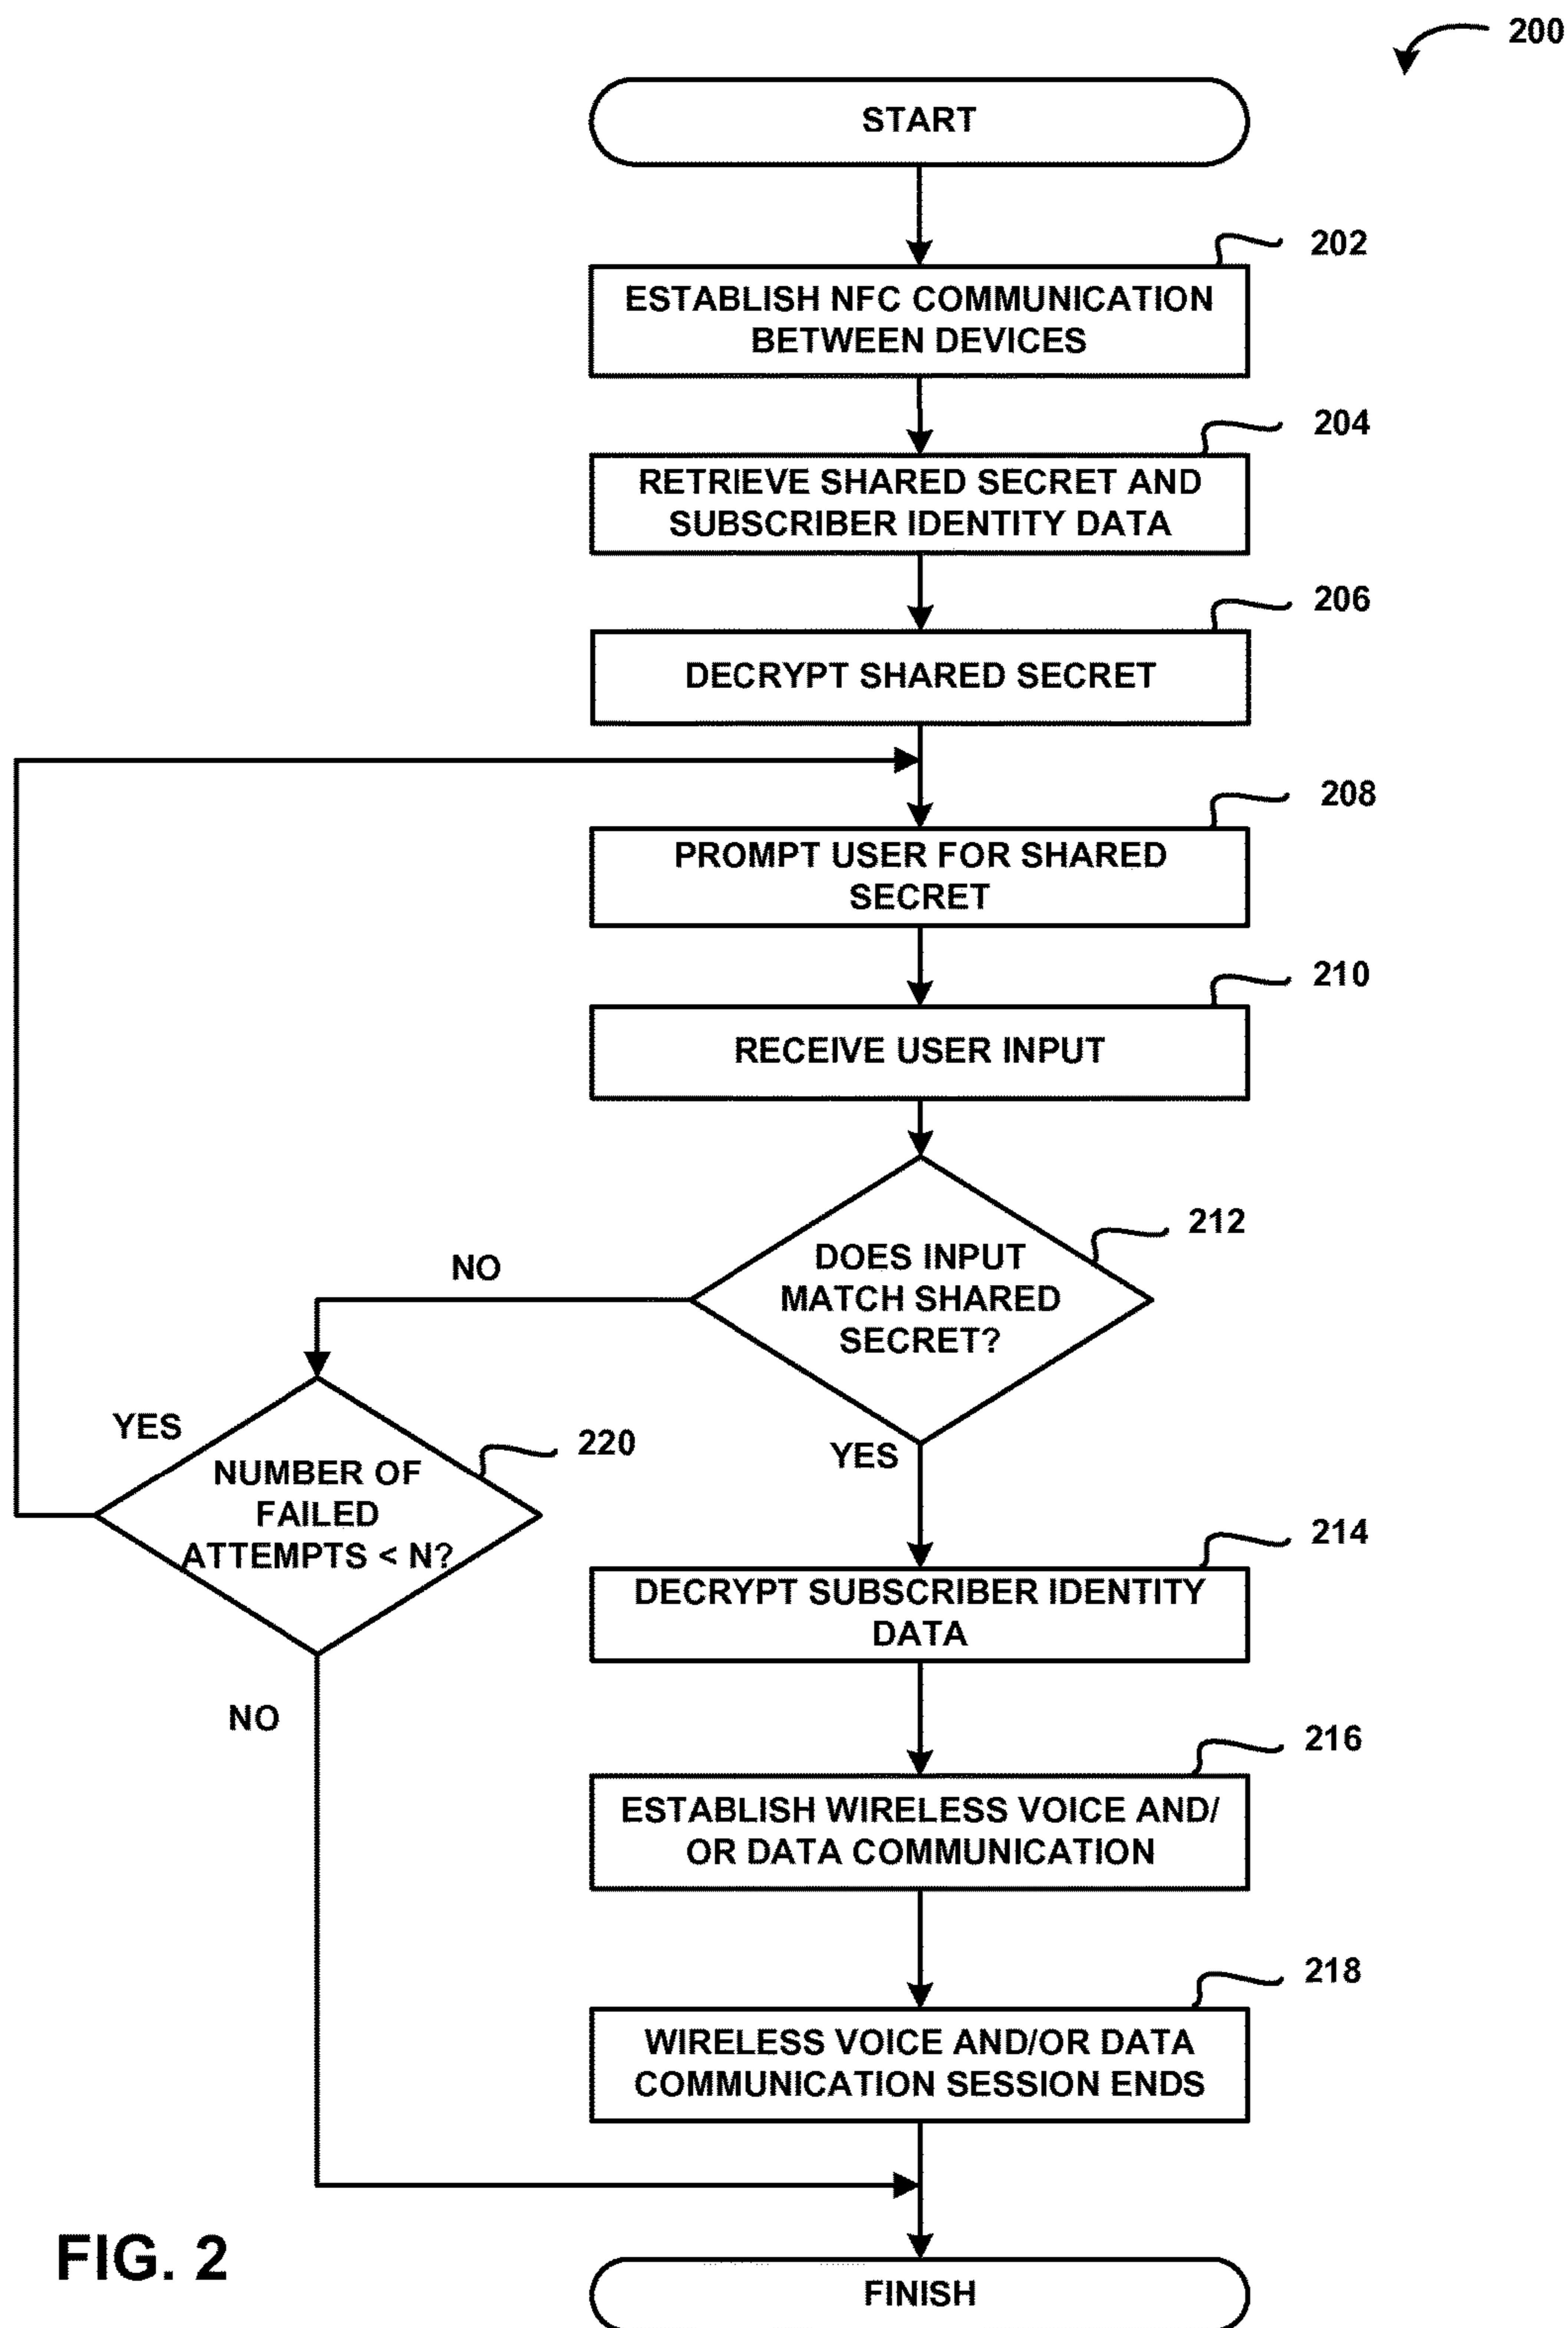 200
START
202
ESTABLISH NFC COMMUNICATION
BETWEEN DEVICES
204
RETRIEVE SHARED SECRET AND
SUBSCRIBER IDENTITY DATA
206
DECRYPT SHARED SECRET
208
PROMPT USER FOR SHARED
SECRET
210
RECEIVE USER INPUT
212
DOES INPUT
MATCH SHARED
SECRET?
NO
YES
220
NUMBER OF
FAILED
ATTEMPTS < N?
YES
214
DECRYPT SUBSCRIBER IDENTITY
DATA
NO
216
ESTABLISH WIRELESS VOICE AND/
OR DATA COMMUNICATION
218
WIRELESS VOICE AND/OR DATA
COMMUNICATION SESSION ENDS
FIG. 2
FINISH